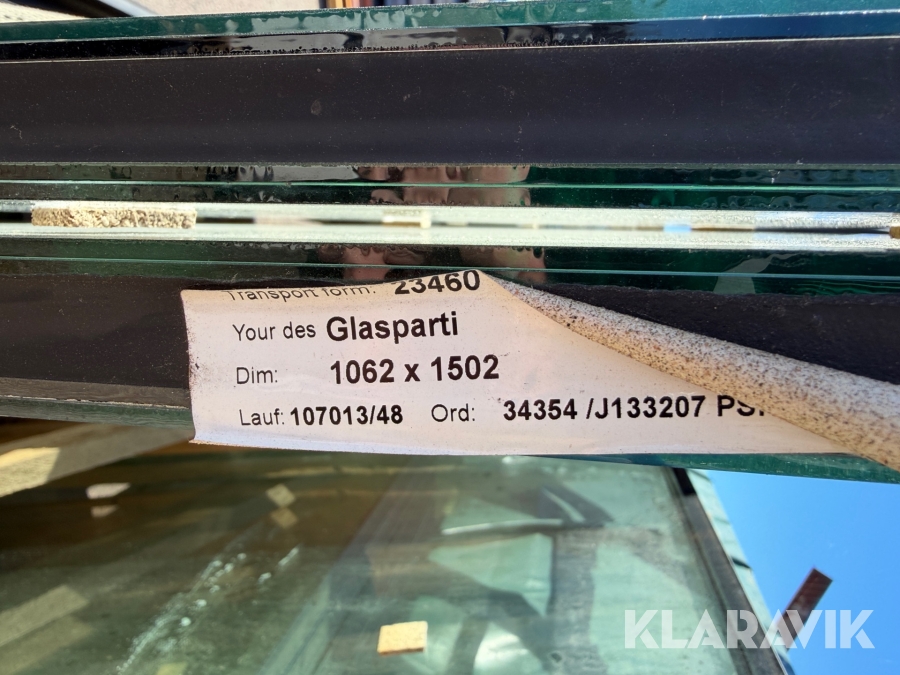 Transport form: 23460
Your des Glasparti
Dim: 1062 x 1502
Lauf: 107013/48 Ord: 34354 /J133207
KLARAVIK